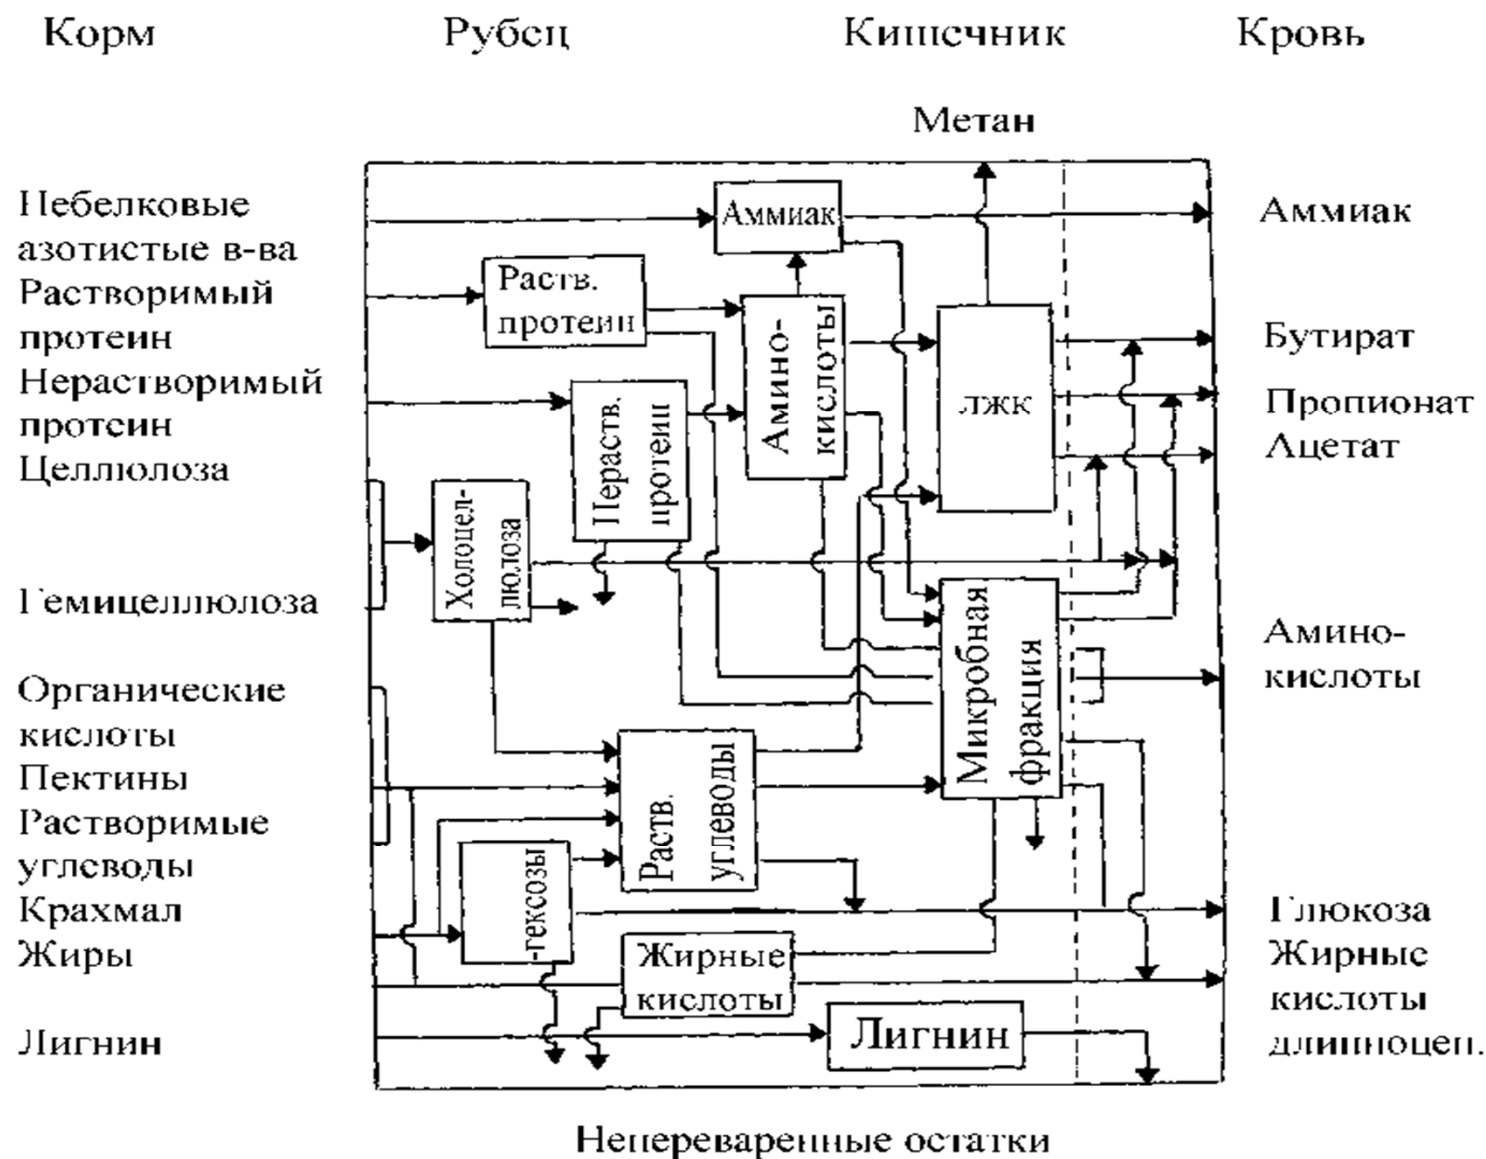 Корм Рубец Кишечник Кровь
Метан
Небелковые
азотистые в-ва
Растворимый
протеин
Нерастворимый
протеин
Целлюлоза
Гемицеллюлоза
Органические
кислоты
Пектины
Растворимые
углеводы
Крахмал
Жиры
Лигнин
Аммиак
Раств.
протеин
Амино-
кислоты
Нераств.
протеин
Холоцел-
люлоза
ЛЖК
Микробная
фракция
Раств.
углеводы
-гексозы
Жирные
кислоты
Лигнин
Аммиак
Бутират
Пропионат
Ацетат
Амино-
кислоты
Глюкоза
Жирные
кислоты
длинноцеп.
Непереваренные остатки